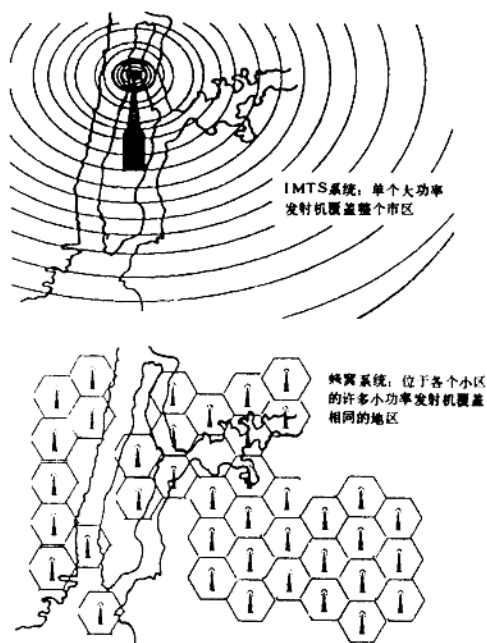 IMTS系统：单个大功率
发射机覆盖整个市区
蜂窝系统：位于各个小区
的许多小功率发射机覆盖
相同的地区